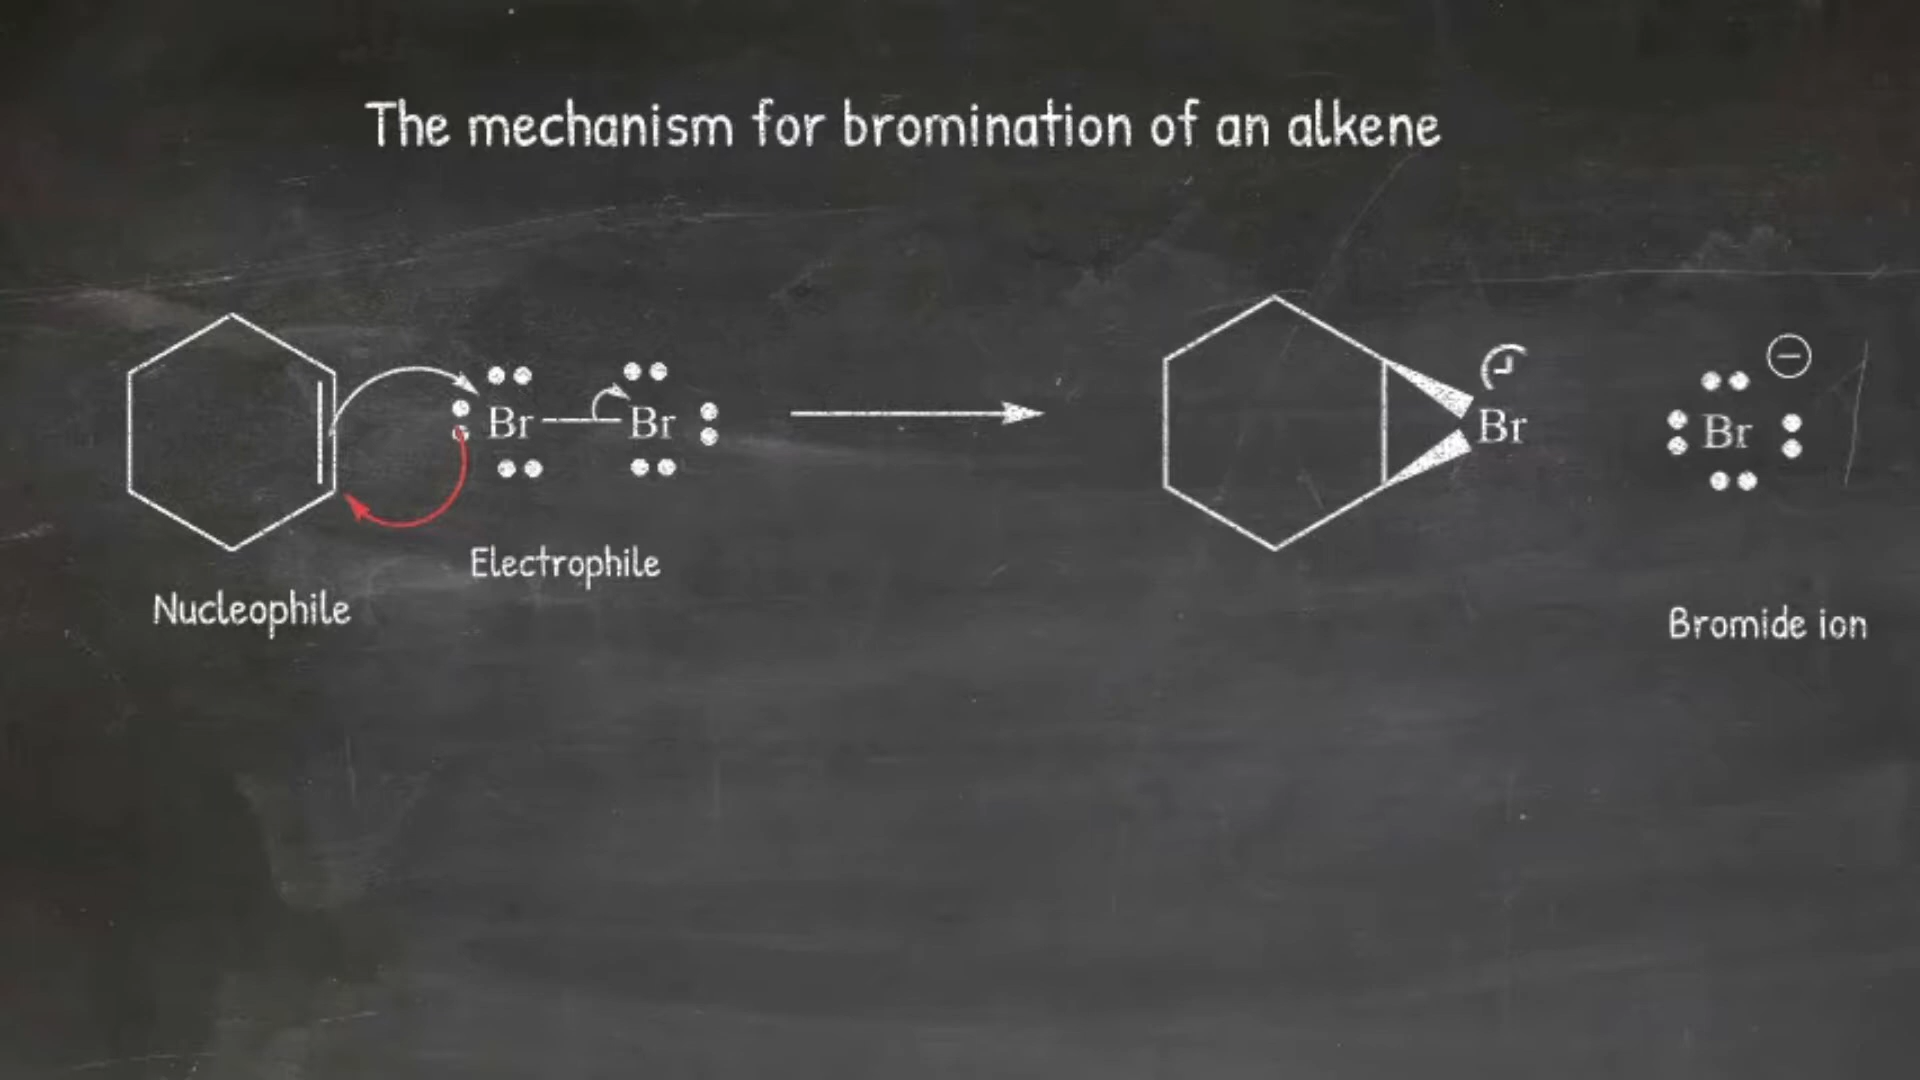 The mechanism for bromination of an alkene
Br Br
Br
Br
Electrophile
Nucleophile
Bromide ion